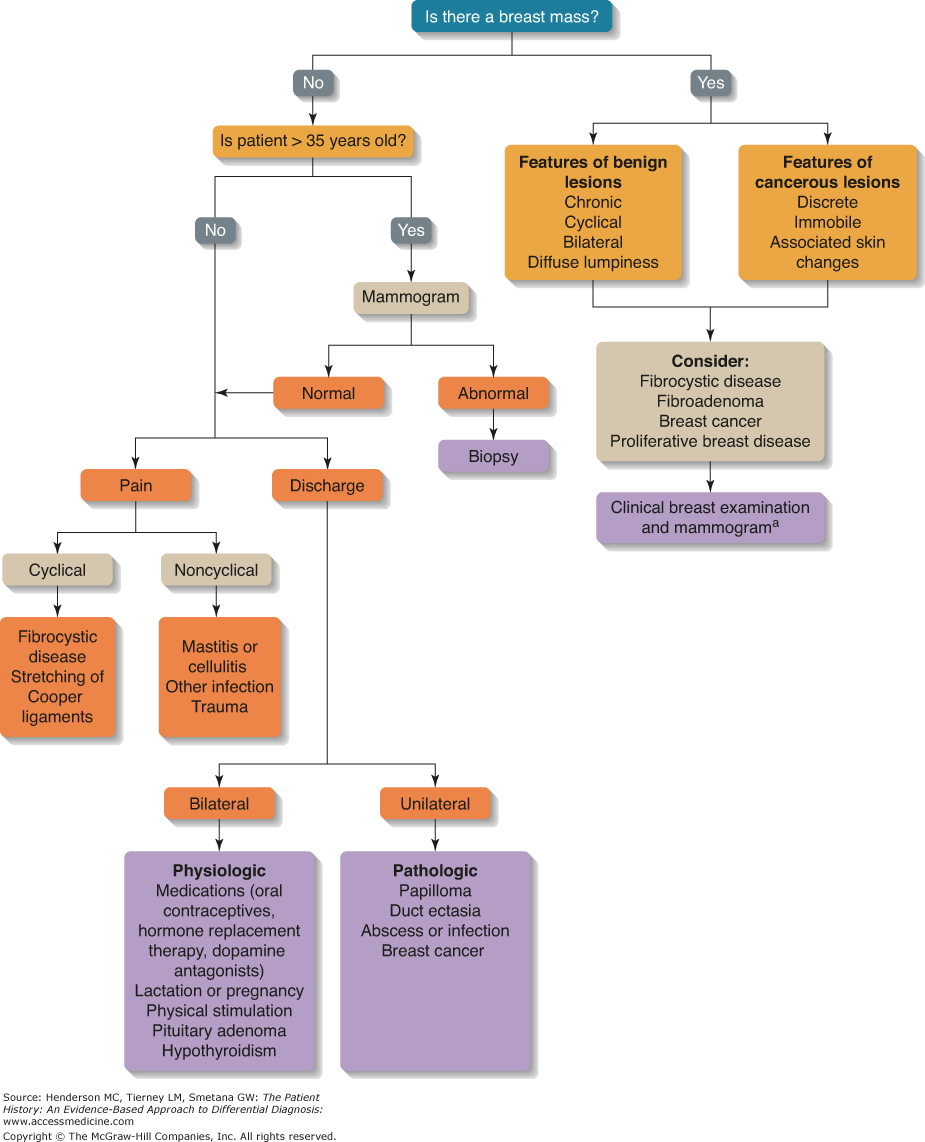 Is there a breast mass?
No
Yes
Is patient > 35 years old?
Features of benign
lesions
Chronic
Cyclical
Bilateral
Diffuse lumpiness
Features of
cancerous lesions
Discrete
Immobile
Associated skin
changes
No
Yes
Mammogram
Normal
Abnormal
Biopsy
Consider:
Fibrocystic disease
Fibroadenoma
Breast cancer
Proliferative breast disease
Clinical breast examination
and mammogramᵃ
Pain
Discharge
Cyclical
Noncyclical
Fibrocystic
disease
Stretching of
Cooper
ligaments
Mastitis or
cellulitis
Other infection
Trauma
Bilateral
Unilateral
Physiologic
Medications (oral
contraceptives,
hormone replacement
therapy, dopamine
antagonists)
Lactation or pregnancy
Physical stimulation
Pituitary adenoma
Hypothyroidism
Pathologic
Papilloma
Duct ectasia
Abscess or infection
Breast cancer
Source: Henderson MC, Tierney LM, Smetana GW: The Patient
History: An Evidence-Based Approach to Differential Diagnosis:
www.accessmedicine.com
Copyright © The McGraw-Hill Companies, Inc. All rights reserved.